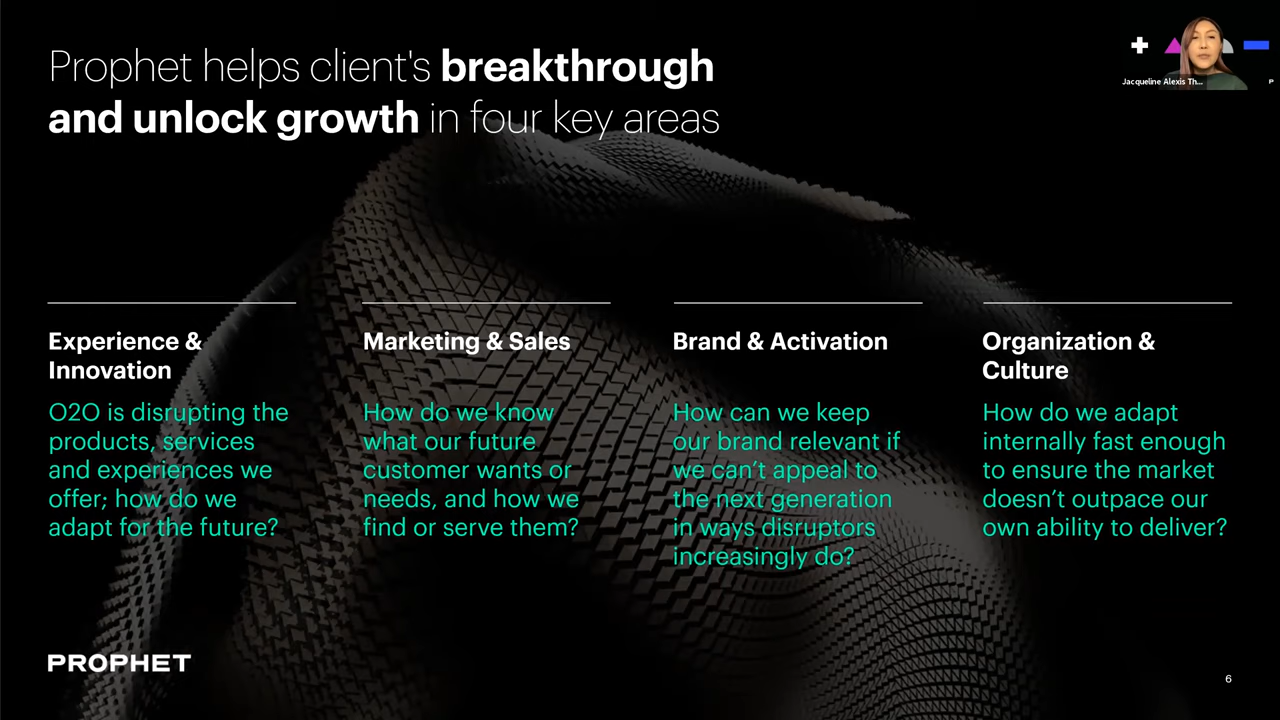 Prophet helps client's breakthrough
and unlock growth in four key areas
Jacqueline Alexis Th...
P
Experience &
Innovation
O2O is disrupting the
products, services
and experiences we
offer; how do we
adapt for the future?
Marketing & Sales
How do we know
what our future
customer wants or
needs, and how we
find or serve them?
Brand & Activation
How can we keep
our brand relevant if
we can’t appeal to
the next generation
in ways disruptors
increasingly do?
Organization &
Culture
How do we adapt
internally fast enough
to ensure the market
doesn’t outpace our
own ability to deliver?
PROPHET
6